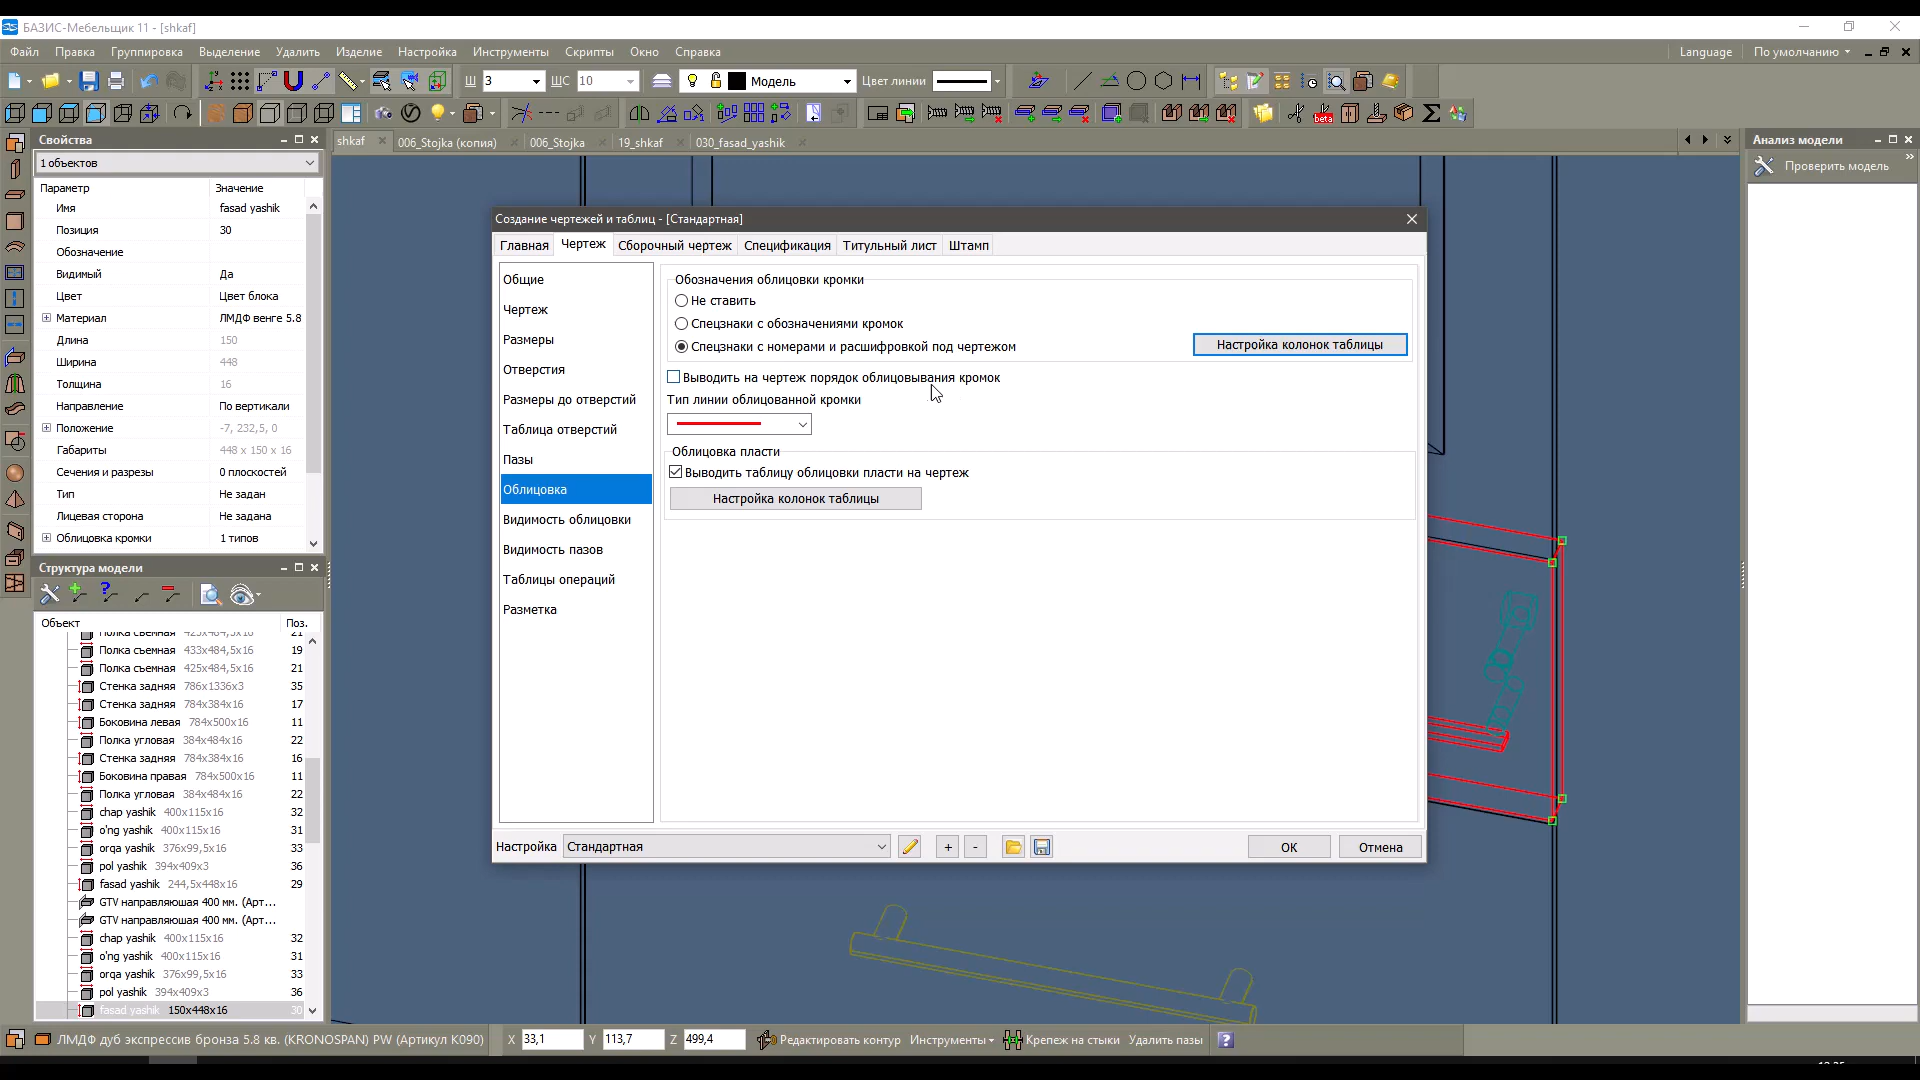 БАЗИС-Мебельщик 11 - [shkaf]
Файл Правка Группировка Выделение Удалить Изделие Настройка Инструменты Скрипты Окно Справка Language По умолчанию
Ш 3 ШС 10 Модель Цвет линии
beta
Свойства
shkaf 006_Stojka (копия) 006_Stojka 19_shkaf 030_fasad_yashik
Анализ модели
1 объектов
Проверить модель
Параметр Значение
Имя fasad yashik
Позиция 30
Обозначение
Видимый Да
Цвет Цвет блока
Материал ЛМДФ венге 5.8
Длина 150
Ширина 448
Толщина 16
Направление По вертикали
Положение -7, 232,5, 0
Габариты 448 x 150 x 16
Сечения и разрезы 0 плоскостей
Тип Не задан
Лицевая сторона Не задана
Облицовка кромки 1 типов
Структура модели
Объект Поз.
Полка съемная 425x484,5x16 21
Полка съемная 433x484,5x16 19
Полка съемная 425x484,5x16 21
Стенка задняя 786x1336x3 35
Стенка задняя 784x384x16 17
Боковина левая 784x500x16 11
Полка угловая 384x484x16 22
Стенка задняя 784x384x16 16
Боковина правая 784x500x16 11
Полка угловая 384x484x16 22
chap yashik 400x115x16 32
o'ng yashik 400x115x16 31
orqa yashik 376x99,5x16 33
pol yashik 394x409x3 36
fasad yashik 244,5x448x16 29
GTV направляюшая 400 мм. (Арт...
GTV направляюшая 400 мм. (Арт...
chap yashik 400x115x16 32
o'ng yashik 400x115x16 31
orqa yashik 376x99,5x16 33
pol yashik 394x409x3 36
fasad yashik 150x448x16 30
Создание чертежей и таблиц - [Стандартная]
Главная Чертеж Сборочный чертеж Спецификация Титульный лист Штамп
Общие
Чертеж
Размеры
Отверстия
Размеры до отверстий
Таблица отверстий
Пазы
Облицовка
Видимость облицовки
Видимость пазов
Таблицы операций
Разметка
Обозначения облицовки кромки
Не ставить
Спецзнаки с обозначениями кромок
Спецзнаки с номерами и расшифровкой под чертежом
Настройка колонок таблицы
Выводить на чертеж порядок облицовывания кромок
Тип линии облицованной кромки
Облицовка пласти
Выводить таблицу облицовки пласти на чертеж
Настройка колонок таблицы
Настройка Стандартная + - OK Отмена
ЛМДФ дуб экспрессив бронза 5.8 кв. (KRONOSPAN) PW (Артикул K090) X 33,1 Y 113,7 Z 499,4 Редактировать контур Инструменты Крепеж на стыки Удалить пазы ?